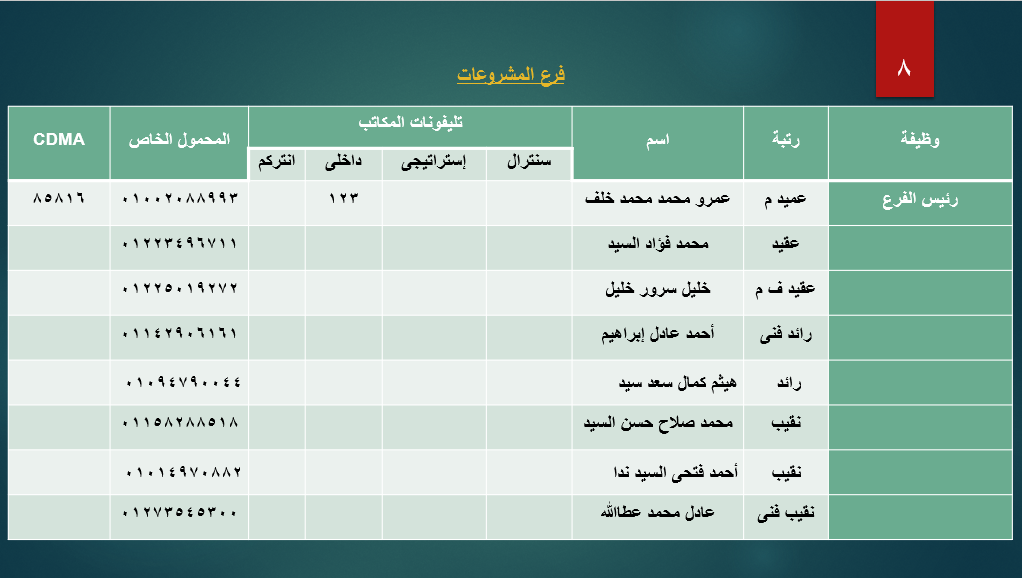 ٨
فرع المشروعات
وظيفة رتبة اسم تليفونات المكاتب المحمول الخاص CDMA
سنترال إستراتيجى داخلى انتركم
رئيس الفرع عميد م عمرو محمد محمد خلف ١٢٣ ٠١٠٠٢٠٨٨٩٩٣ ٨٥٨١٦
عقيد محمد فؤاد السيد ٠١٢٢٣٤٩٦٧١١
عقيد ف م خليل سرور خليل ٠١٢٢٥٠١٩٢٧٢
رائد فنى أحمد عادل إبراهيم ٠١١٤٢٩٠٦١٦١
رائد هيثم كمال سعد سيد ٠١٠٩٤٧٩٠٠٤٤
نقيب محمد صلاح حسن السيد ٠١١٥٨٢٨٨٥١٨
نقيب أحمد فتحى السيد ندا ٠١٠١٤٩٧٠٨٨٢
نقيب فنى عادل محمد عطاالله ٠١٢٧٣٥٤٥٣٠٠